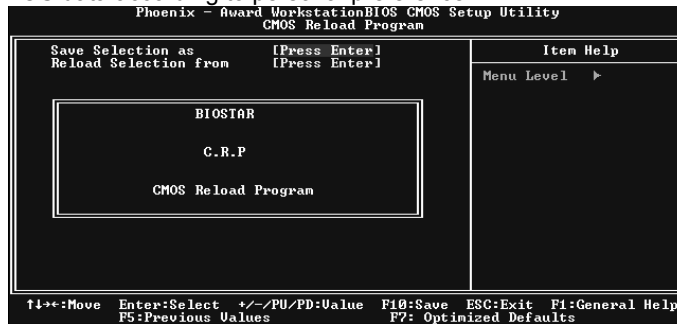 Phoenix - Award WorkstationBIOS CMOS Setup Utility
CMOS Reload Program
Save Selection as [Press Enter]
Reload Selection from [Press Enter]
Item Help
Menu Level ▶
BIOSTAR
C.R.P
CMOS Reload Program
↑↓→←:Move Enter:Select +/-/PU/PD:Value F10:Save ESC:Exit F1:General Help
F5:Previous Values F7: Optimized Defaults